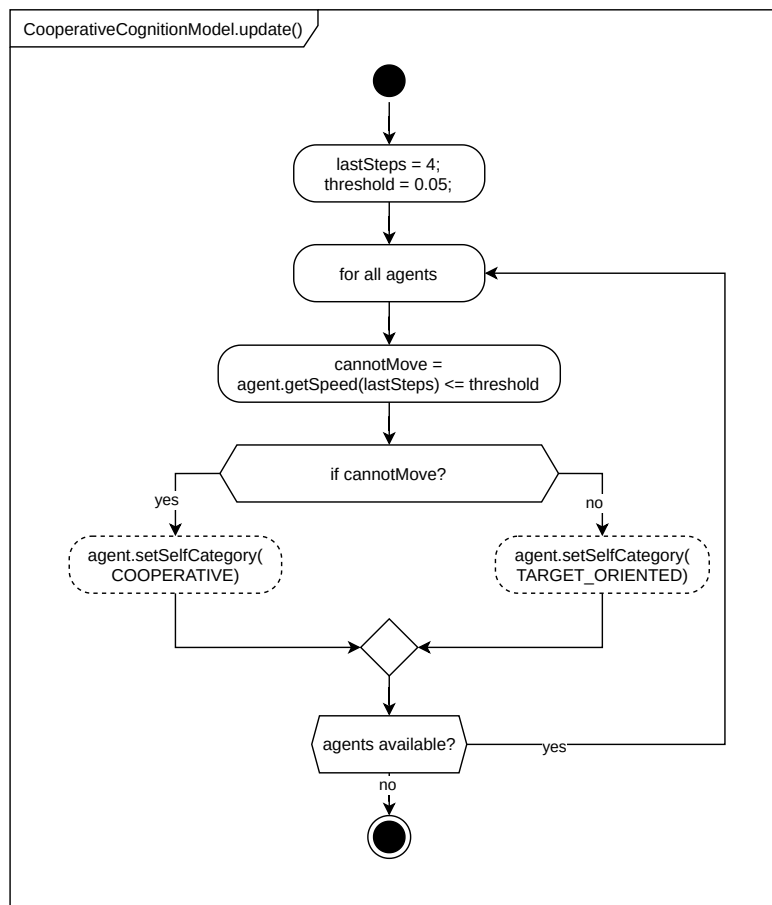 CooperativeCognitionModel.update()
lastSteps = 4;
threshold = 0.05;
for all agents
cannotMove =
agent.getSpeed(lastSteps) <= threshold
if cannotMove?
yes
no
agent.setSelfCategory(
COOPERATIVE)
agent.setSelfCategory(
TARGET_ORIENTED)
agents available?
yes
no